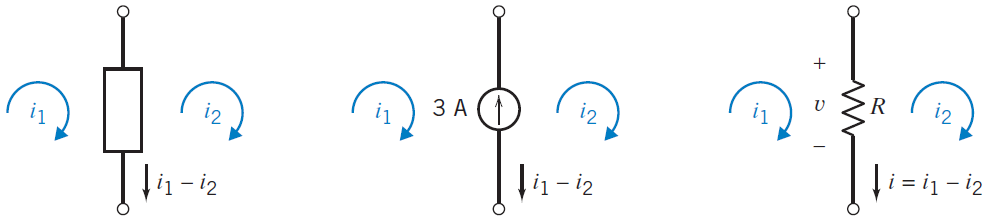 i1 i2
i1 – i2
i1 3 A i2
i1 – i2
+
i1 v R i2
–
i = i1 – i2